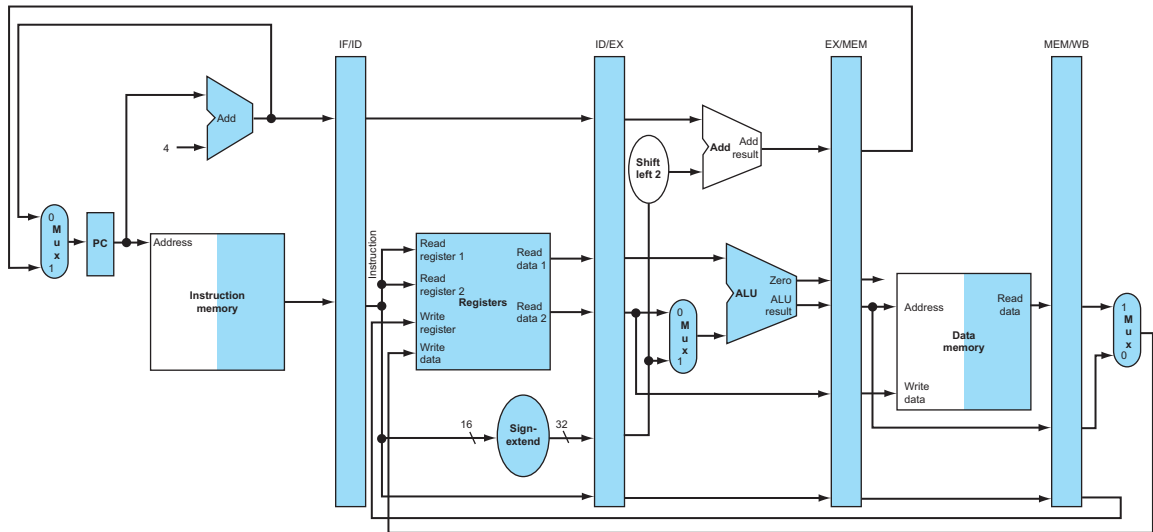 IF/ID
ID/EX
EX/MEM
MEM/WB
Add
4
Add
Add
result
Shift
left 2
0
M
u
x
1
PC
Address
Instruction
memory
Instruction
Read
register 1
Read
register 2
Write
register
Write
data
Registers
Read
data 1
Read
data 2
0
M
u
x
1
ALU
Zero
ALU
result
Address
Write
data
Read
data
Data
memory
1
M
u
x
0
16
Sign-
extend
32